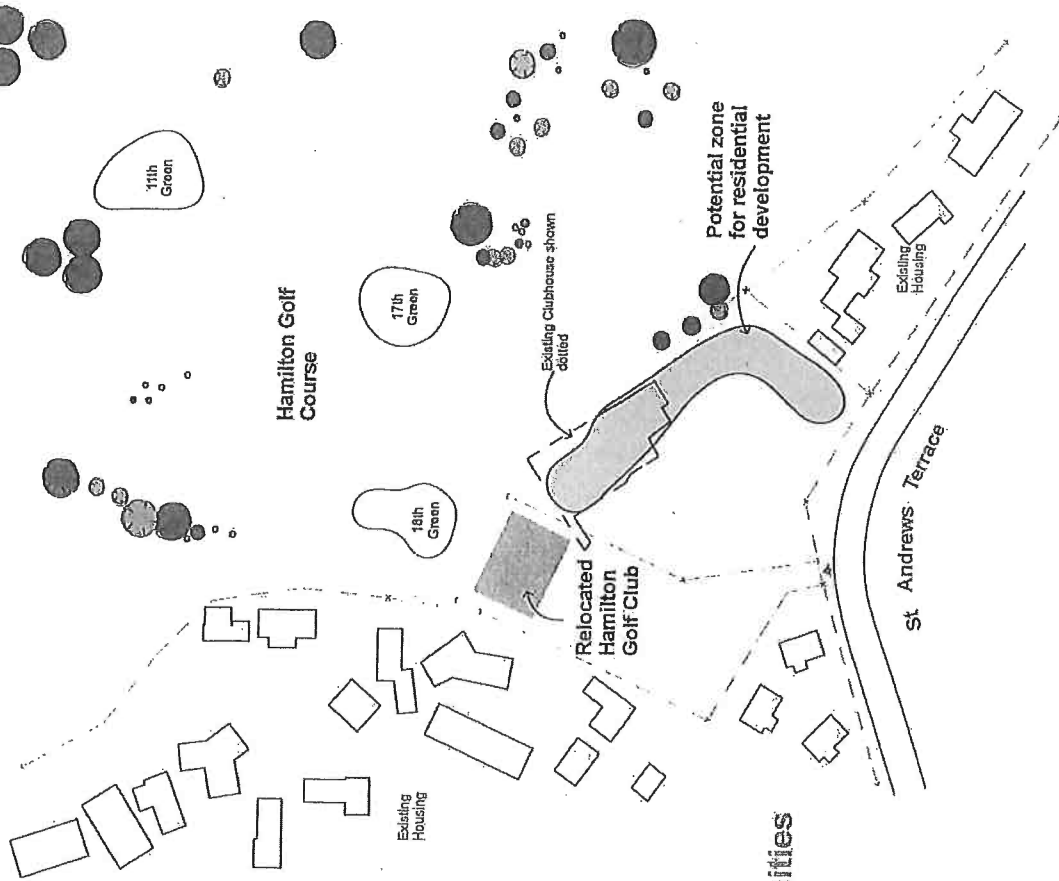 11th
Green
Hamilton Golf
Course
17th
Green
Existing Clubhouse shown
dotted
Potential zone
for residential
development
18th
Green
Relocated
Hamilton
Golf Club
Existing
Housing
Existing
Housing
St Andrews Terrace